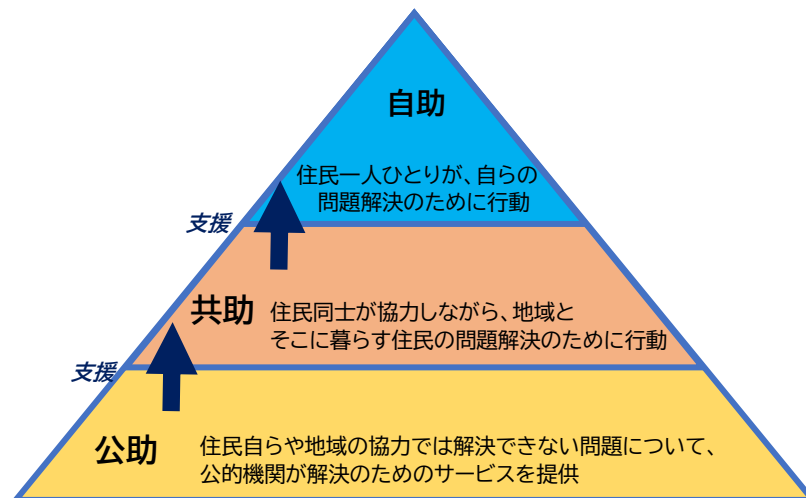 自助
住民一人ひとりが、自らの
問題解決のために行動
支援
共助
住民同士が協力しながら、地域と
そこに暮らす住民の問題解決のために行動
支援
公助
住民自らや地域の協力では解決できない問題について、
公的機関が解決のためのサービスを提供